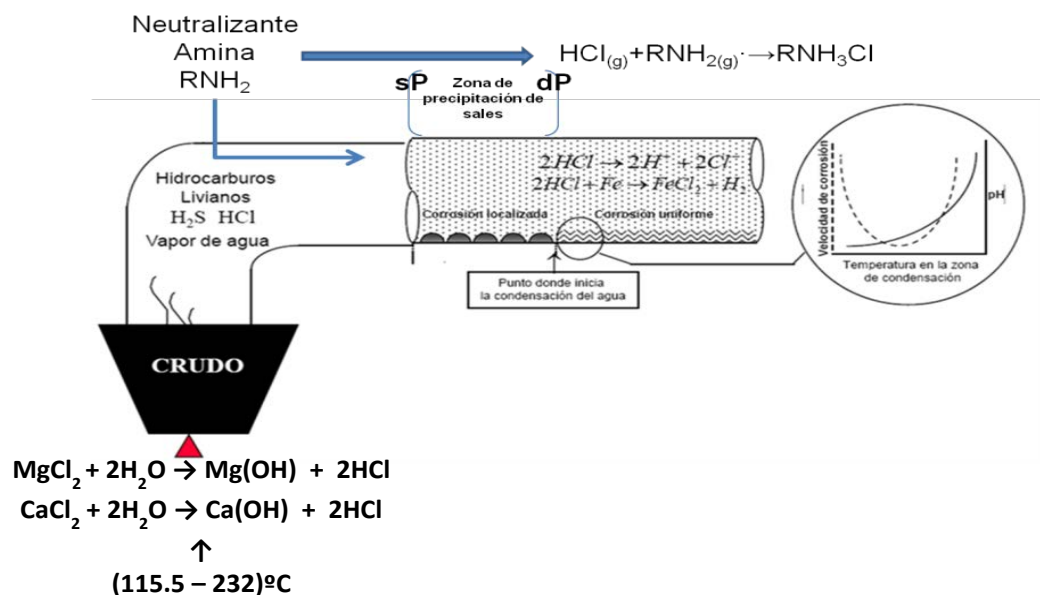 Neutralizante
Amina
RNH₂
HCl(g)+RNH₂(g)·→RNH₃Cl
sP Zona de dP
precipitación de
sales
2HCl → 2H⁺ + 2Cl⁻
2HCl + Fe → FeCl₂ + H₂
Hidrocarburos
Livianos
H₂S HCl
Vapor de agua
Corrosión localizada Corrosión uniforme
Punto donde inicia
la condensación del agua
Velocidad de corrosión
pH
Temperatura en la zona
de condensación
CRUDO
MgCl₂ + 2H₂O → Mg(OH) + 2HCl
CaCl₂ + 2H₂O → Ca(OH) + 2HCl
↑
(115.5 – 232)ºC